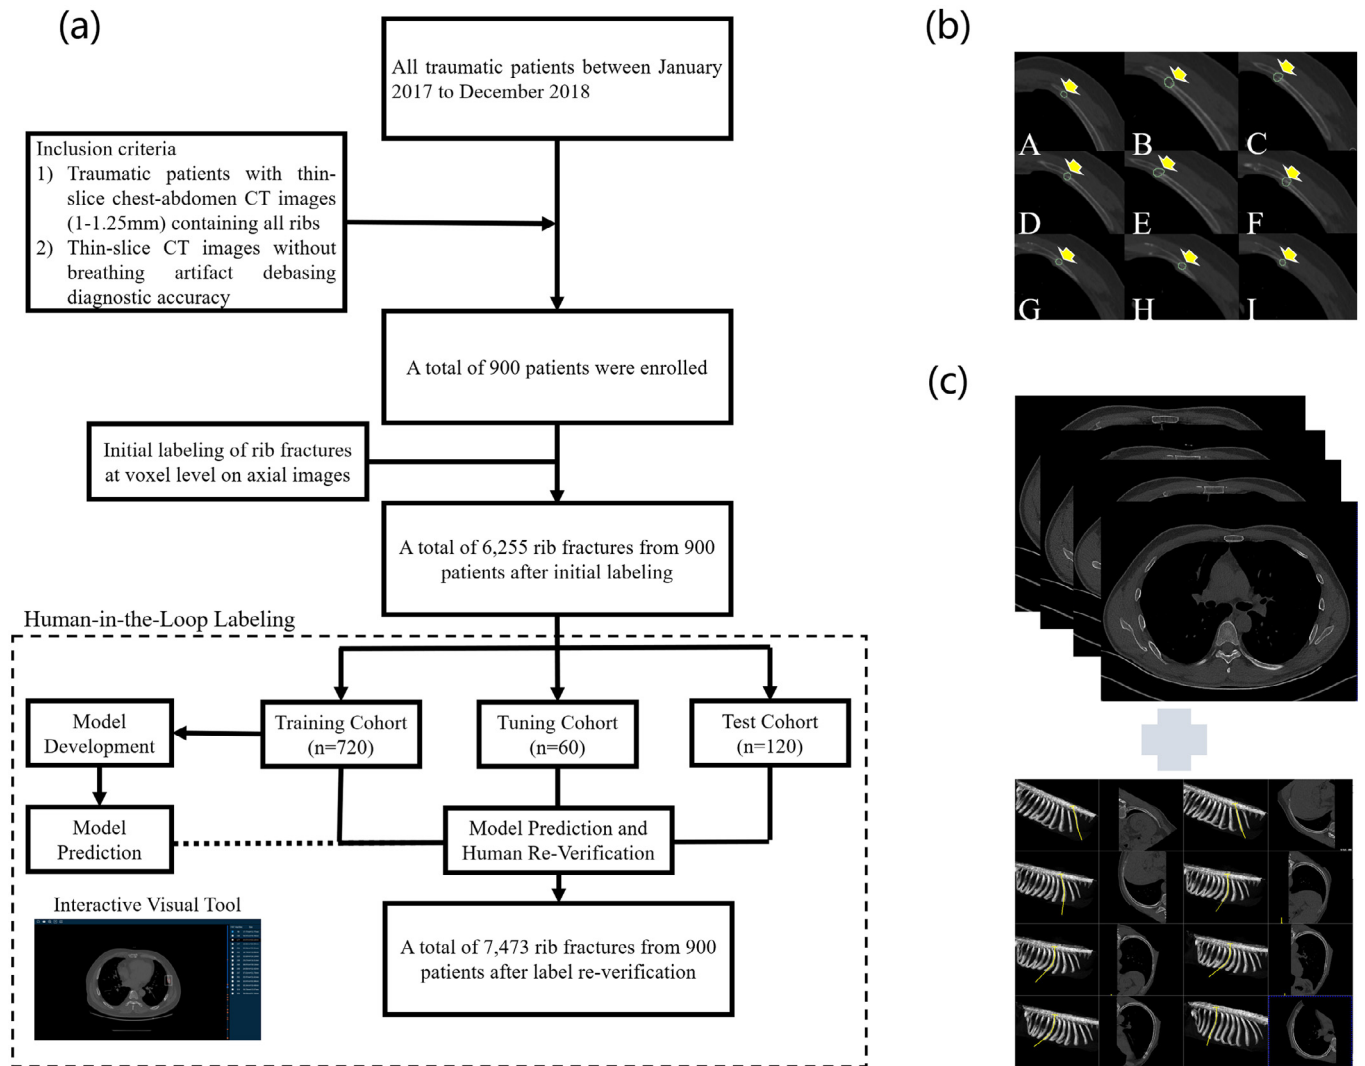 (a)
All traumatic patients between January
2017 to December 2018
Inclusion criteria
1) Traumatic patients with thin-
slice chest-abdomen CT images
(1-1.25mm) containing all ribs
2) Thin-slice CT images without
breathing artifact debasing
diagnostic accuracy
A total of 900 patients were enrolled
Initial labeling of rib fractures
at voxel level on axial images
A total of 6,255 rib fractures from 900
patients after initial labeling
Human-in-the-Loop Labeling
Model
Development
Training Cohort
(n=720)
Tuning Cohort
(n=60)
Test Cohort
(n=120)
Model
Prediction
Model Prediction and
Human Re-Verification
Interactive Visual Tool
A total of 7,473 rib fractures from 900
patients after label re-verification
(b)
A
B
C
D
E
F
G
H
I
(c)